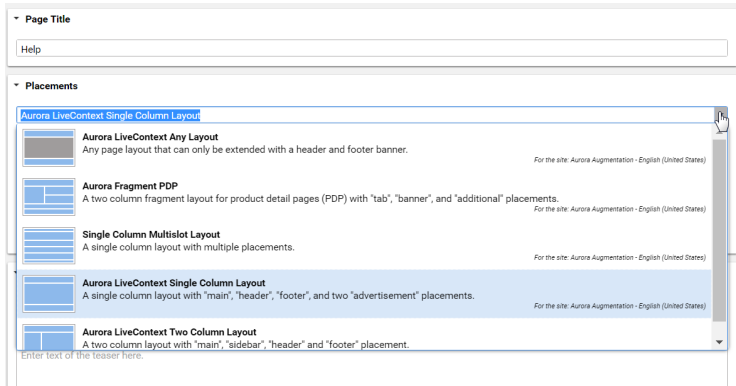 Page Title
Help
Placements
Aurora LiveContext Single Column Layout
Aurora LiveContext Any Layout
Any page layout that can only be extended with a header and footer banner.
For the site: Aurora Augmentation - English (United States)
Aurora Fragment PDP
A two column fragment layout for product detail pages (PDP) with "tab", "banner", and "additional" placements.
For the site: Aurora Augmentation - English (United States)
Single Column Multislot Layout
A single column layout with multiple placements.
For the site: Aurora Augmentation - English (United States)
Aurora LiveContext Single Column Layout
A single column layout with "main", "header", "footer", and two "advertisement" placements.
For the site: Aurora Augmentation - English (United States)
Aurora LiveContext Two Column Layout
A two column layout with "main", "sidebar", "header" and "footer" placement.
Enter text of the teaser here.